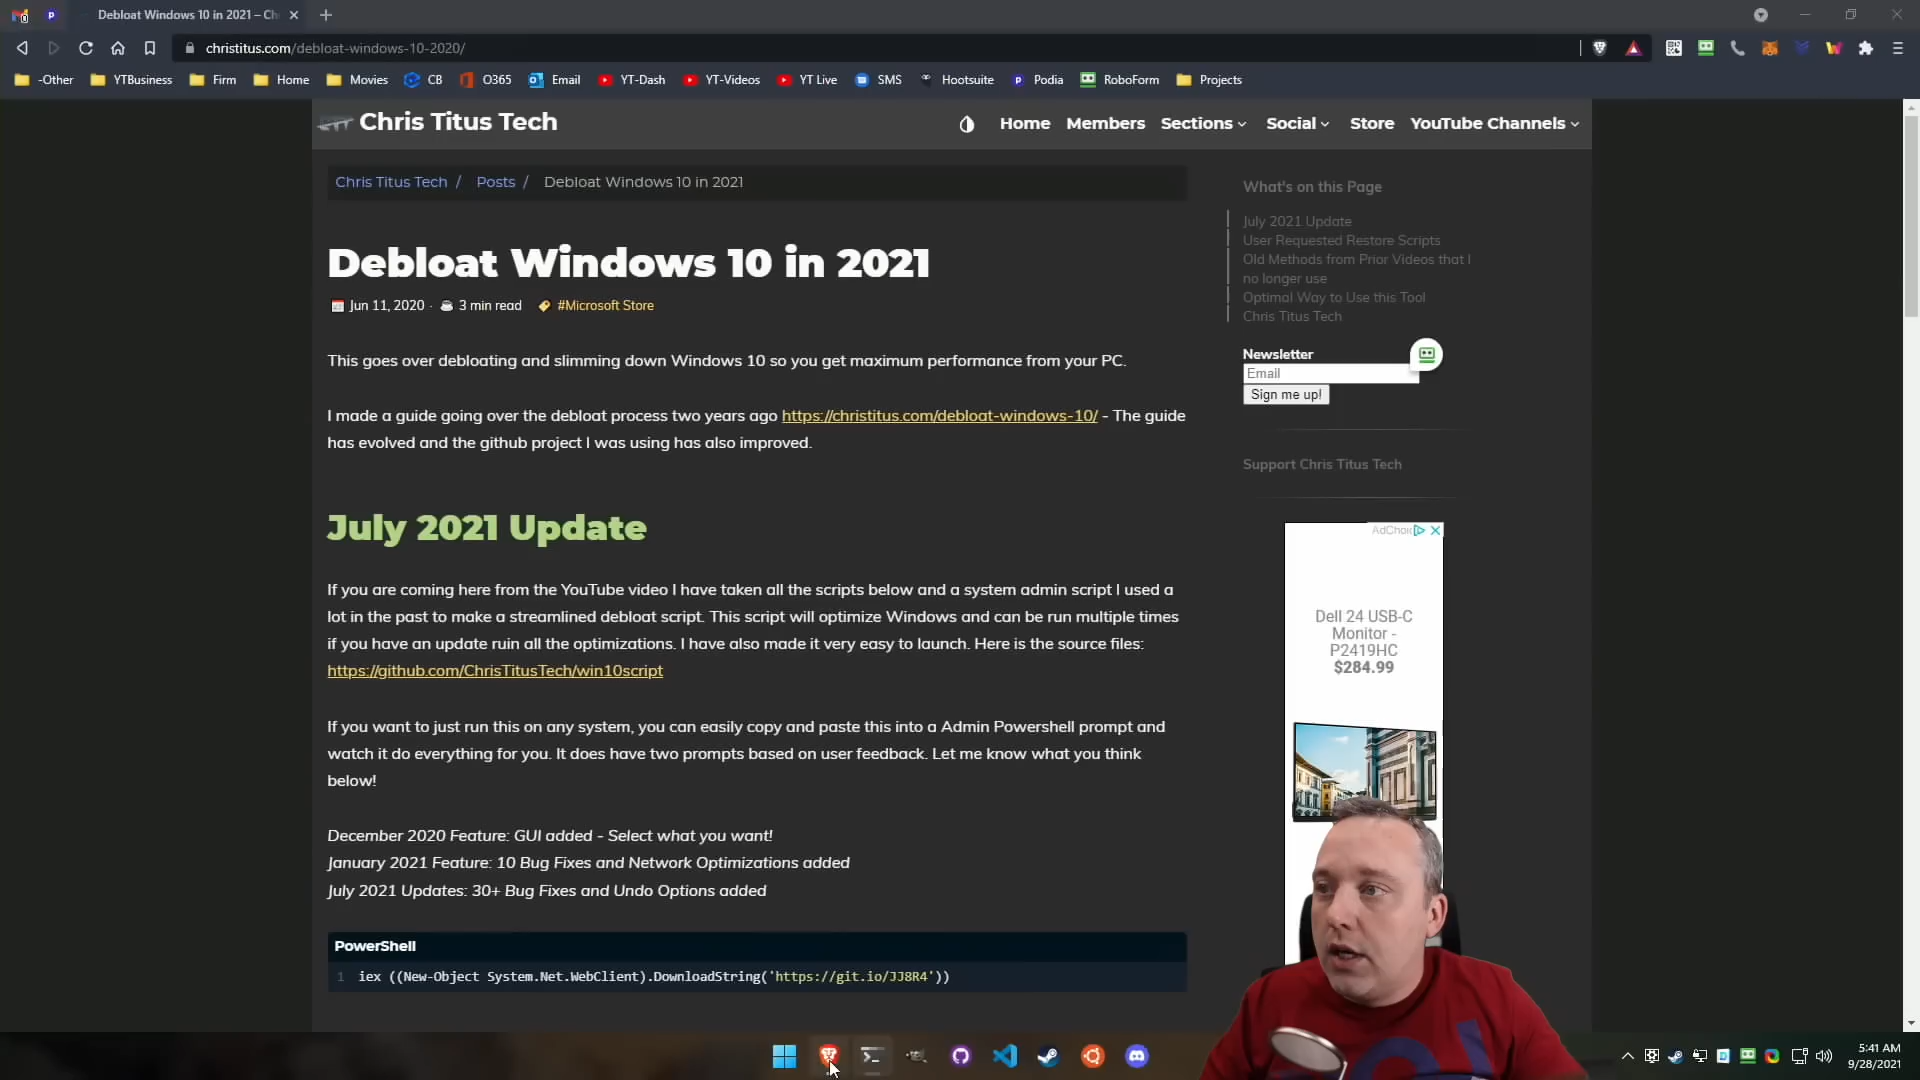 Debloat Windows 10 in 2021 – Ch
christitus.com/debloat-windows-10-2020/
-Other YTBusiness Firm Home Movies CB O365 Email YT-Dash YT-Videos YT Live SMS Hootsuite Podia RoboForm Projects
Chris Titus Tech
Home Members Sections Social Store YouTube Channels
Chris Titus Tech / Posts / Debloat Windows 10 in 2021
Debloat Windows 10 in 2021
Jun 11, 2020 · 3 min read #Microsoft Store
This goes over debloating and slimming down Windows 10 so you get maximum performance from your PC.
I made a guide going over the debloat process two years ago https://christitus.com/debloat-windows-10/ - The guide
has evolved and the github project I was using has also improved.
July 2021 Update
If you are coming here from the YouTube video I have taken all the scripts below and a system admin script I used a
lot in the past to make a streamlined debloat script. This script will optimize Windows and can be run multiple times
if you have an update ruin all the optimizations. I have also made it very easy to launch. Here is the source files:
https://github.com/ChrisTitusTech/win10script
If you want to just run this on any system, you can easily copy and paste this into a Admin Powershell prompt and
watch it do everything for you. It does have two prompts based on user feedback. Let me know what you think
below!
December 2020 Feature: GUI added - Select what you want!
January 2021 Feature: 10 Bug Fixes and Network Optimizations added
July 2021 Updates: 30+ Bug Fixes and Undo Options added
PowerShell
1 iex ((New-Object System.Net.WebClient).DownloadString('https://git.io/JJ8R4'))
What's on this Page
July 2021 Update
User Requested Restore Scripts
Old Methods from Prior Videos that I
no longer use
Optimal Way to Use this Tool
Chris Titus Tech
Newsletter
Email
Sign me up!
Support Chris Titus Tech
AdChoic
Dell 24 USB-C
Monitor -
P2419HC
$284.99
5:41 AM
9/28/2021